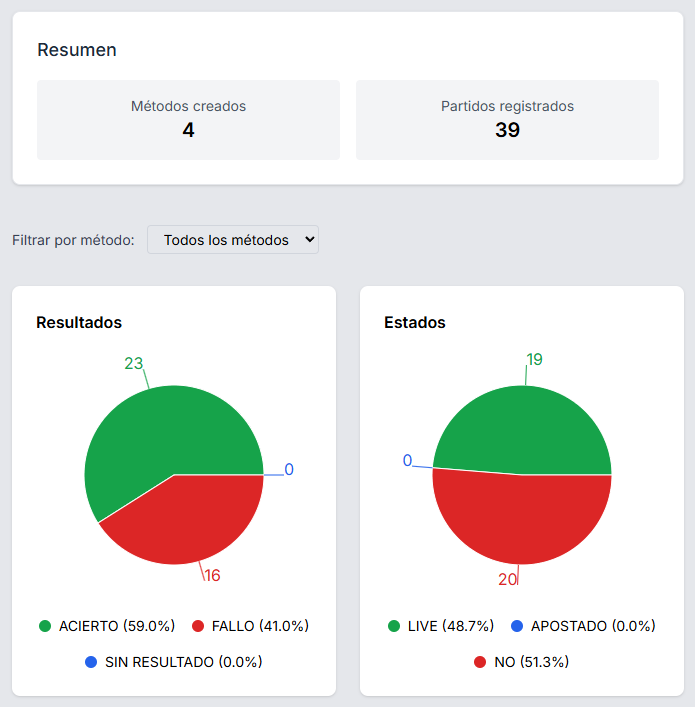 Resumen
Métodos creados
4
Partidos registrados
39
Filtrar por método: Todos los métodos
Resultados
23
0
16
ACIERTO (59.0%) FALLO (41.0%)
SIN RESULTADO (0.0%)
Estados
19
0
20
LIVE (48.7%) APOSTADO (0.0%)
NO (51.3%)